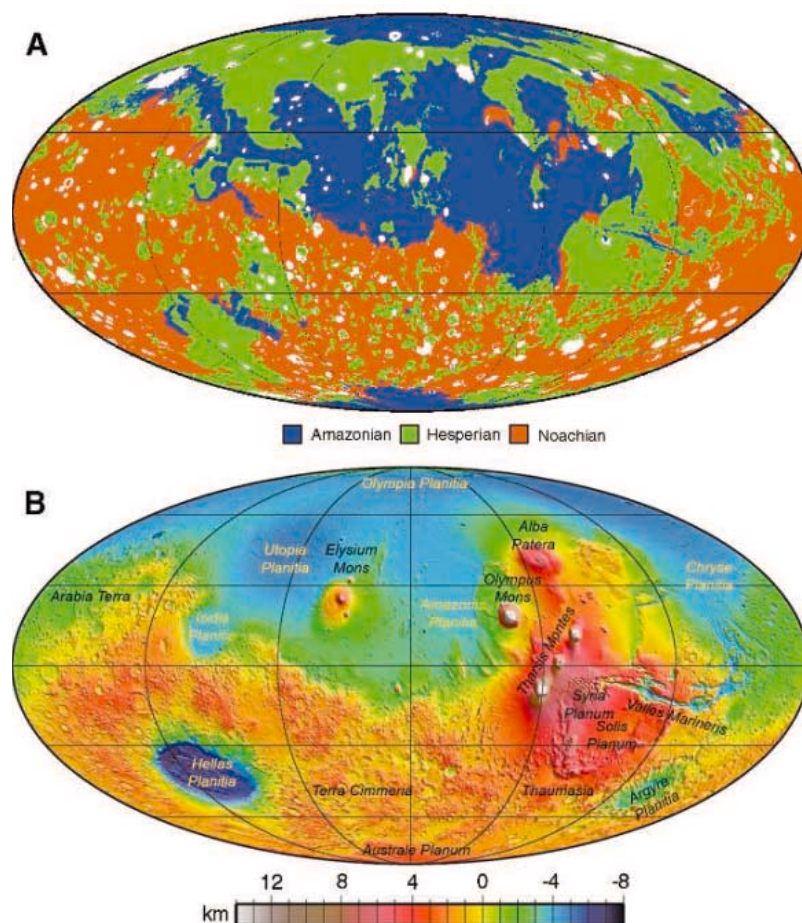 A
Amazonian Hesperian Noachian
B
Olympia Planitia
Alba
Patera
Utopia
Planitia
Elysium
Mons
Chryse
Planitia
Arabia Terra
Olympus
Mons
Amazonis
Planitia
Isidis
Planitia
Tharsis Montes
Syria
Planum
Valles Marineris
Solis
Planum
Hellas
Planitia
Terra Cimmeria
Thaumasia
Argyre
Planitia
Australe Planum
12 8 4 0 -4 -8
km